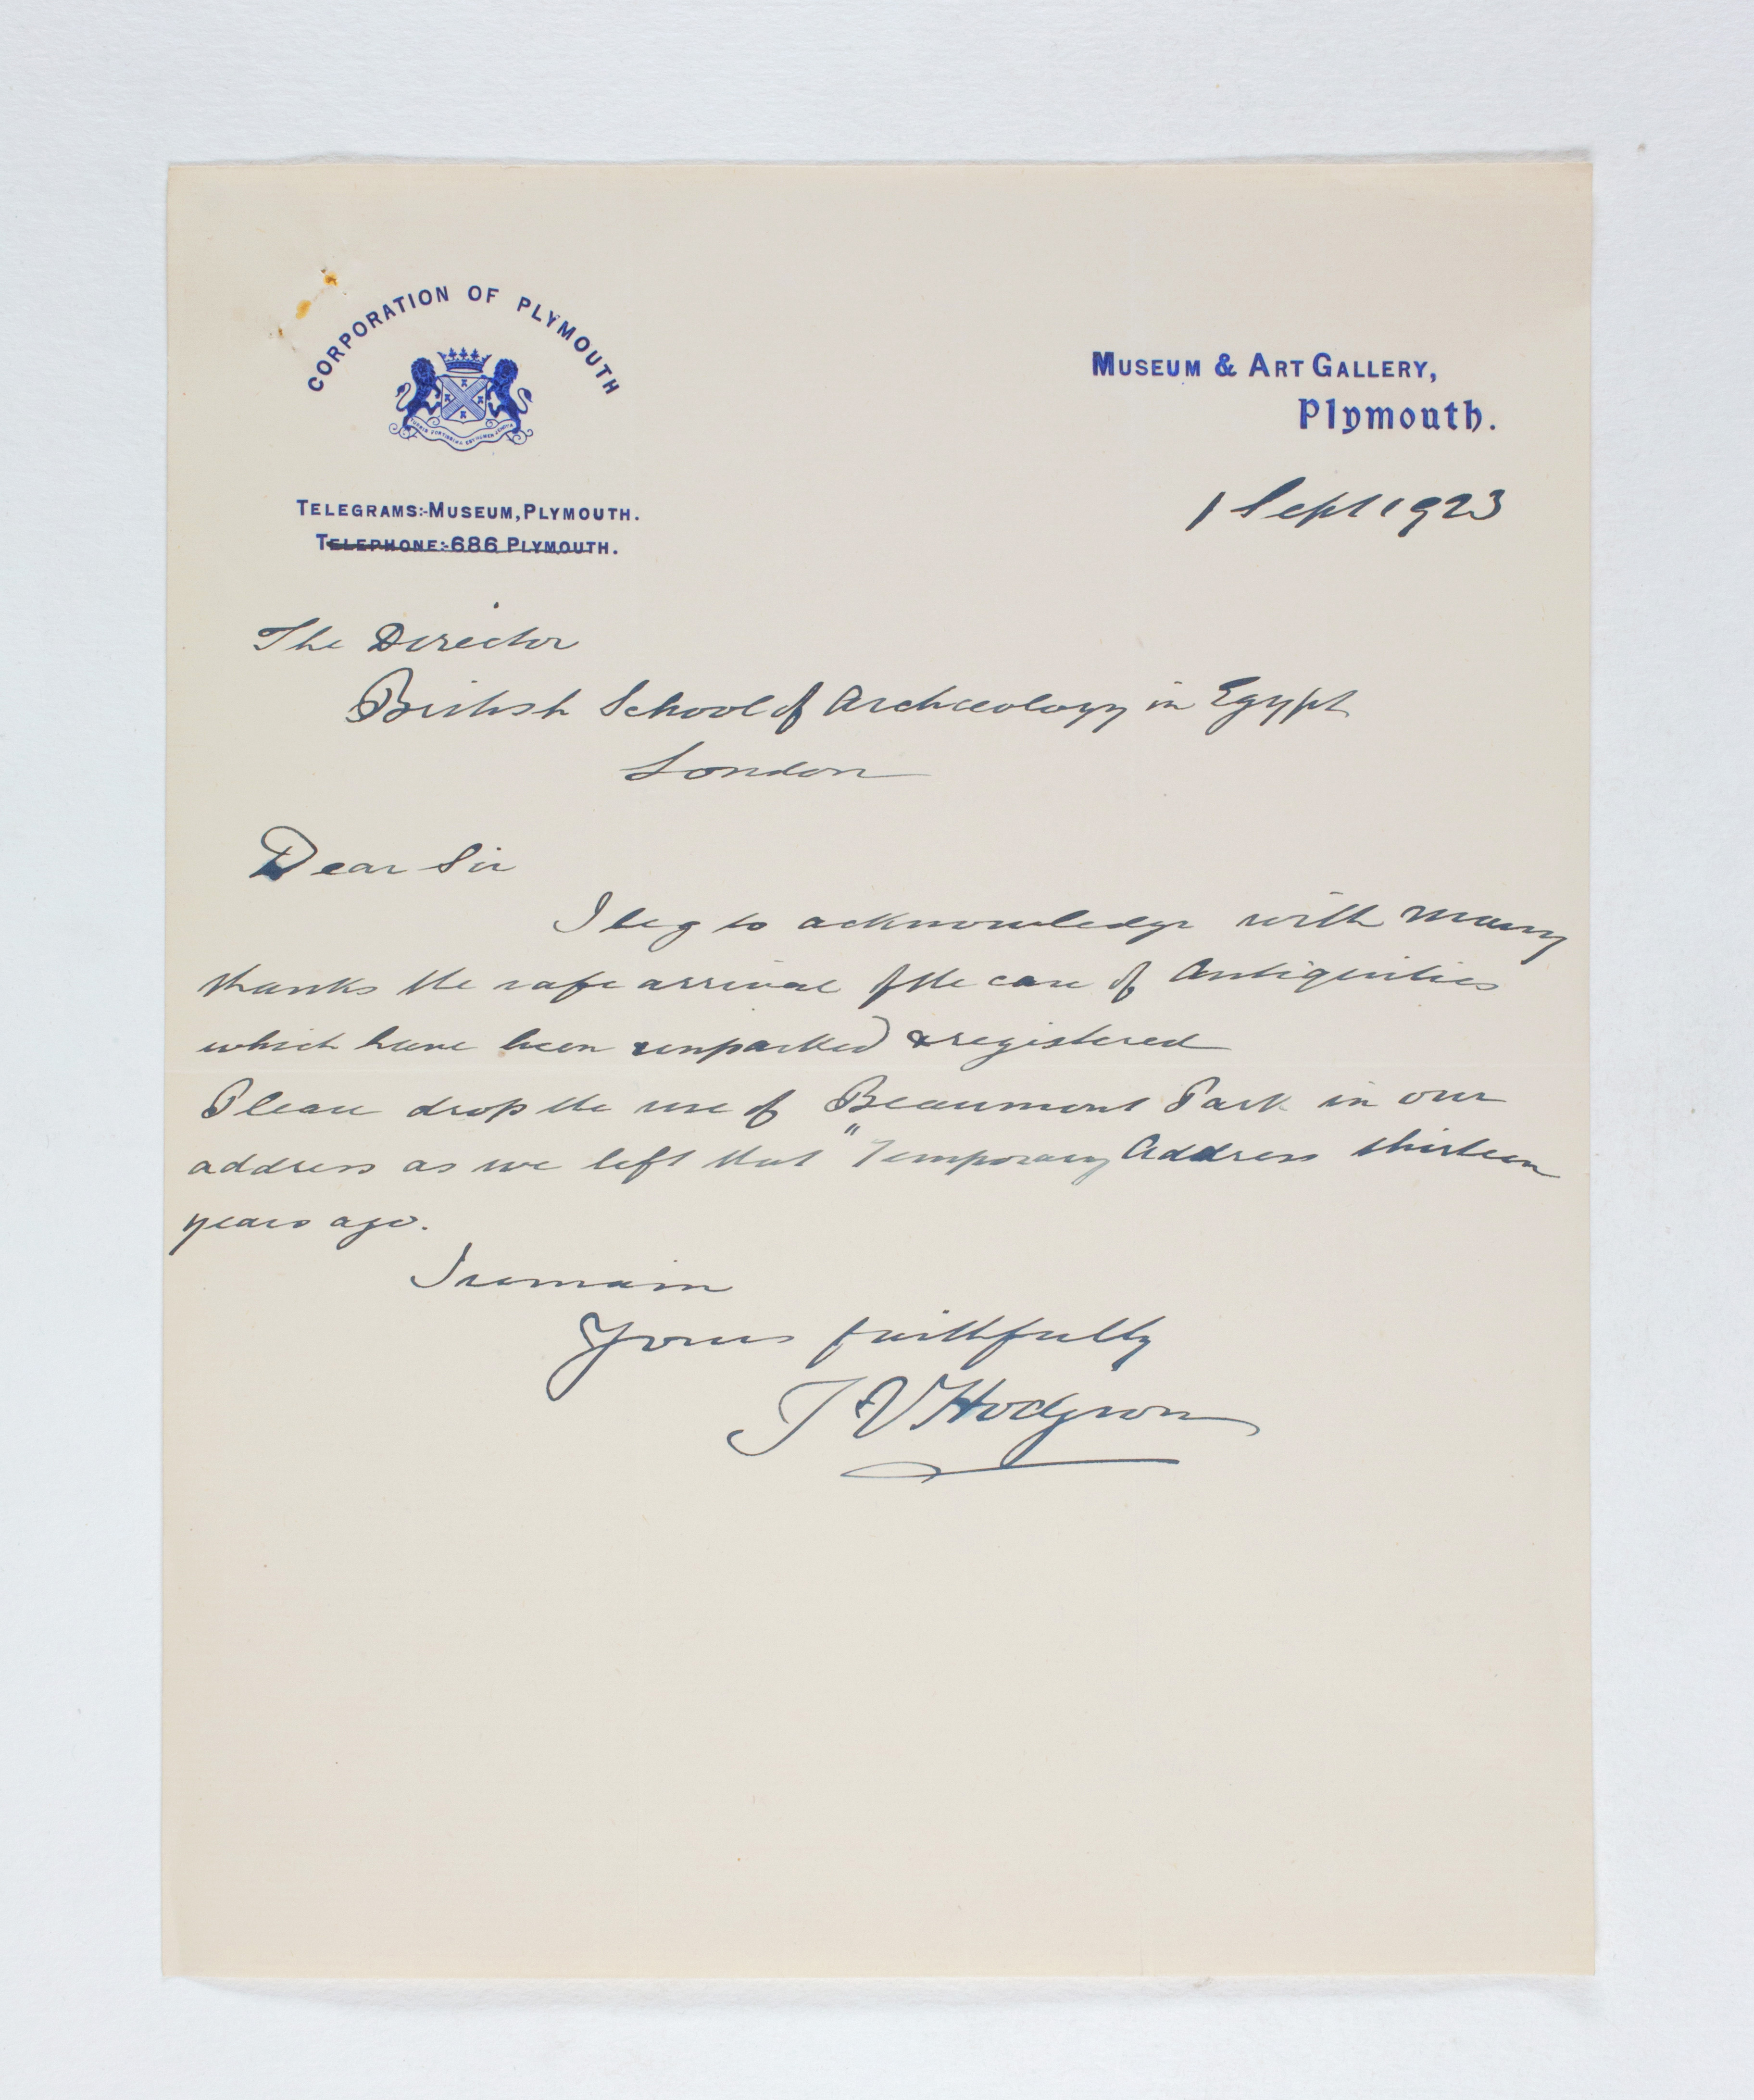 CORPORATION OF PLYMOUTH
MUSEUM & ART GALLERY,
Plymouth.
TELEGRAMS:-MUSEUM, PLYMOUTH.
TELEPHONE:-686 PLYMOUTH.
1 Sept 1923
The Director
British School of Archaeology in Egypt
London
Dear Sir
I beg to acknowledge with many
thanks the safe arrival of the case of Antiquities
which have been unpacked & registered
Please drop the use of Beaumont Park in our
address as we left that "Temporary Address thirteen
years ago.
I remain
Yours faithfully
T V Hodgson